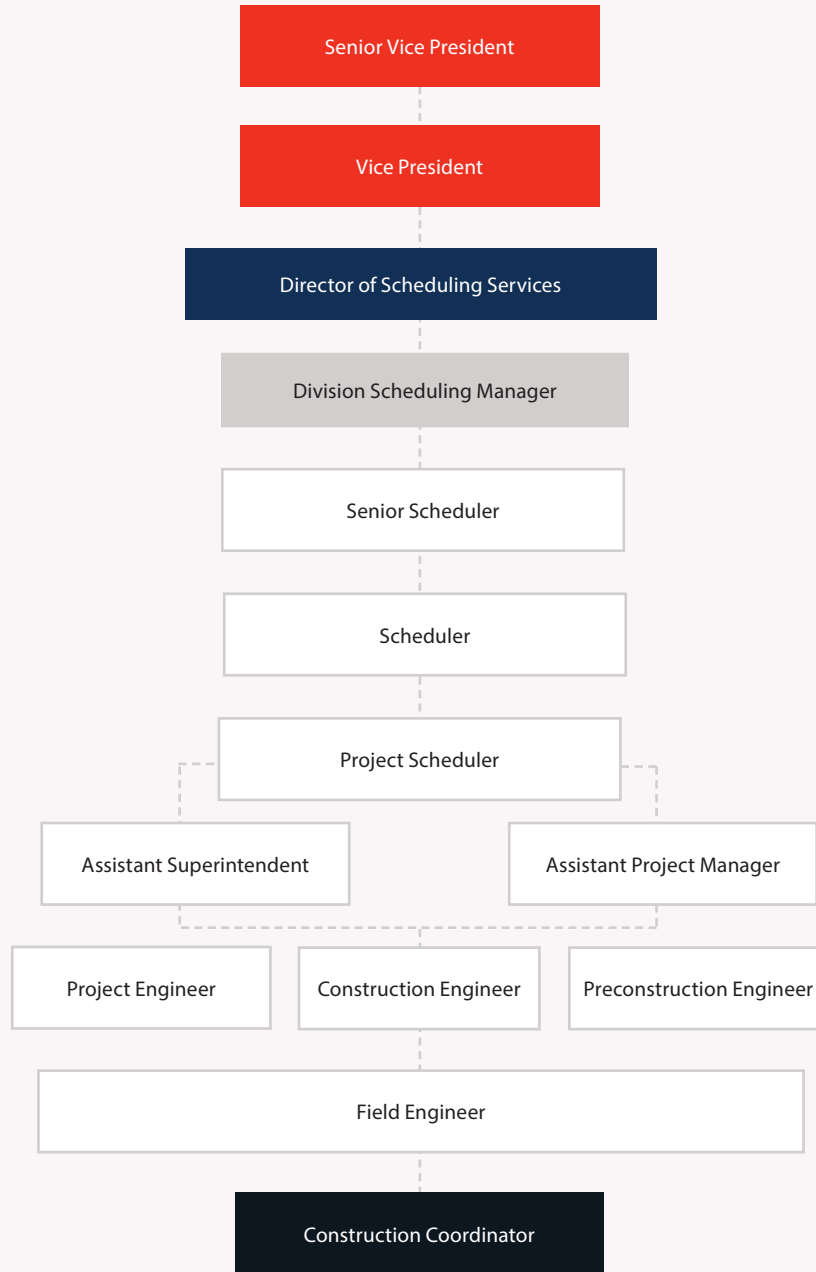 Senior Vice President
Vice President
Director of Scheduling Services
Division Scheduling Manager
Senior Scheduler
Scheduler
Project Scheduler
Assistant Superintendent
Assistant Project Manager
Project Engineer
Construction Engineer
Preconstruction Engineer
Field Engineer
Construction Coordinator